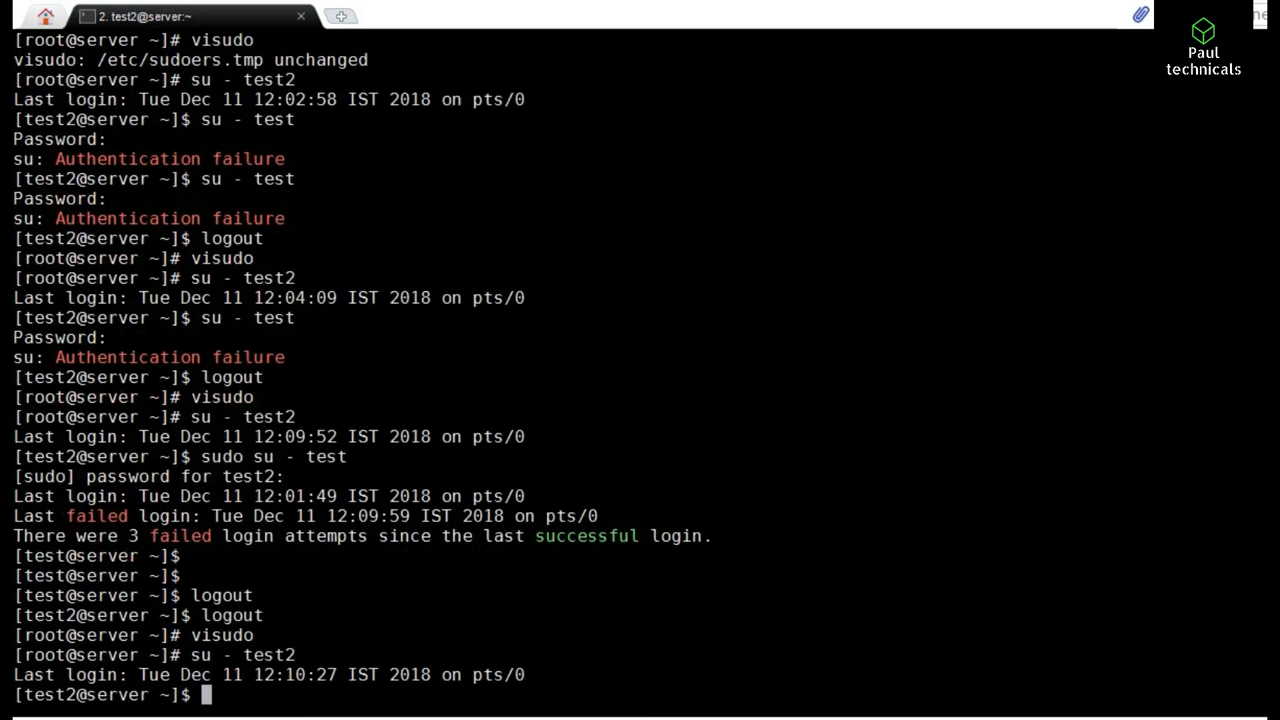 2. test2@server:~
Paul
technicals
[root@server ~]# visudo
visudo: /etc/sudoers.tmp unchanged
[root@server ~]# su - test2
Last login: Tue Dec 11 12:02:58 IST 2018 on pts/0
[test2@server ~]$ su - test
Password:
su: Authentication failure
[test2@server ~]$ su - test
Password:
su: Authentication failure
[test2@server ~]$ logout
[root@server ~]# visudo
[root@server ~]# su - test2
Last login: Tue Dec 11 12:04:09 IST 2018 on pts/0
[test2@server ~]$ su - test
Password:
su: Authentication failure
[test2@server ~]$ logout
[root@server ~]# visudo
[root@server ~]# su - test2
Last login: Tue Dec 11 12:09:52 IST 2018 on pts/0
[test2@server ~]$ sudo su - test
[sudo] password for test2:
Last login: Tue Dec 11 12:01:49 IST 2018 on pts/0
Last failed login: Tue Dec 11 12:09:59 IST 2018 on pts/0
There were 3 failed login attempts since the last successful login.
[test@server ~]$
[test@server ~]$
[test@server ~]$ logout
[test2@server ~]$ logout
[root@server ~]# visudo
[root@server ~]# su - test2
Last login: Tue Dec 11 12:10:27 IST 2018 on pts/0
[test2@server ~]$